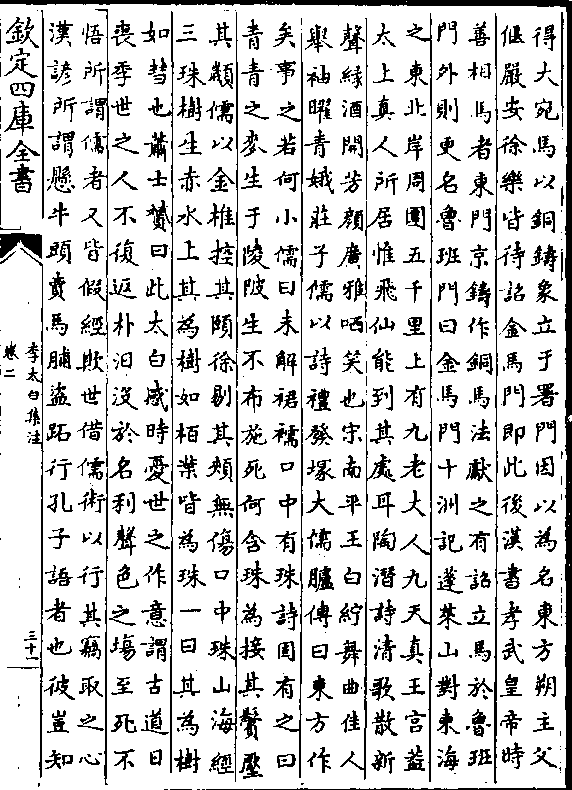 得大宛馬以銅鑄象立于署門因以為名東方朔主父
偃嚴安徐樂皆待詔金馬門即此後漢書孝武皇帝時
善相馬者東門京鑄作銅馬法獻之有詔立馬於魯班
門外則更名魯班門曰金馬門十洲記蓬萊山對東海
之東北岸周圍五千里上有九老丈人九天真王宮蓋
太上真人所居惟飛仙能到其處耳陶潛詩清歌散新
聲緑酒開芳顔廣雅哂笑也宋南平王白紵舞曲佳人
舉袖曜青娥莊子儒以詩禮發塜大儒臚傳曰東方作
矣事之若何小儒曰未解裙襦口中有珠詩固有之曰
青青之麥生于陵陂生不布施死何含珠為接其鬢壓
其顪儒以金椎控其頤徐别其頰無傷口中珠山海經
三珠樹生赤水上其為樹如栢葉皆為珠一曰其為樹
如彗也蕭士贇曰此太白感時憂世之作意謂古道日
喪季世之人不復返朴汩沒於名利聲色之塲至死不
悟所謂儒者又皆假經欺世借儒術以行其竊取之心
漢諺所謂懸牛頭賣馬脯盜跖行孔子語者也彼豈知
欽定四庫全書
李太白集注
卷二
三十一